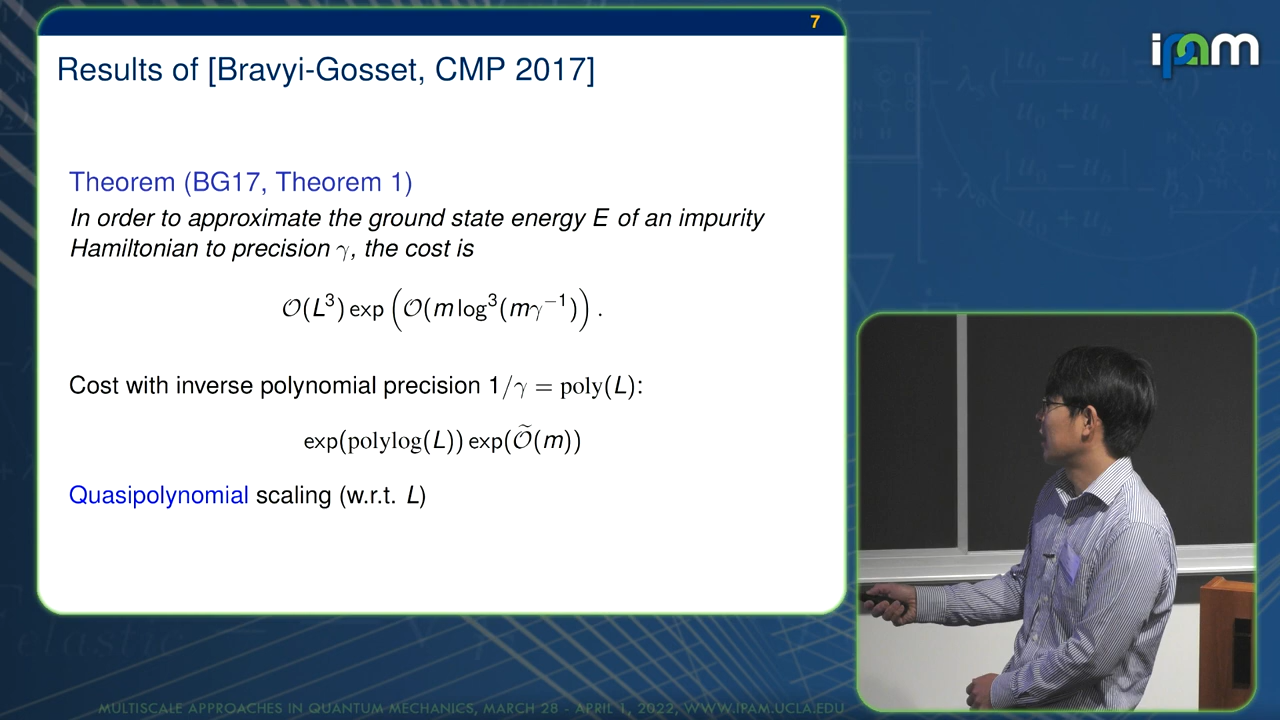 7
ipam
Results of [Bravyi-Gosset, CMP 2017]
Theorem (BG17, Theorem 1)
In order to approximate the ground state energy E of an impurity
Hamiltonian to precision γ, the cost is
𝒪(L³) exp (𝒪(m log³(mγ⁻¹)) .
Cost with inverse polynomial precision 1/γ = poly(L):
exp(polylog(L)) exp(𝒪̃(m))
Quasipolynomial scaling (w.r.t. L)
MULTISCALE APPROACHES IN QUANTUM MECHANICS, MARCH 28 - APRIL 1, 2022, WWW.IPAM.UCLA.EDU